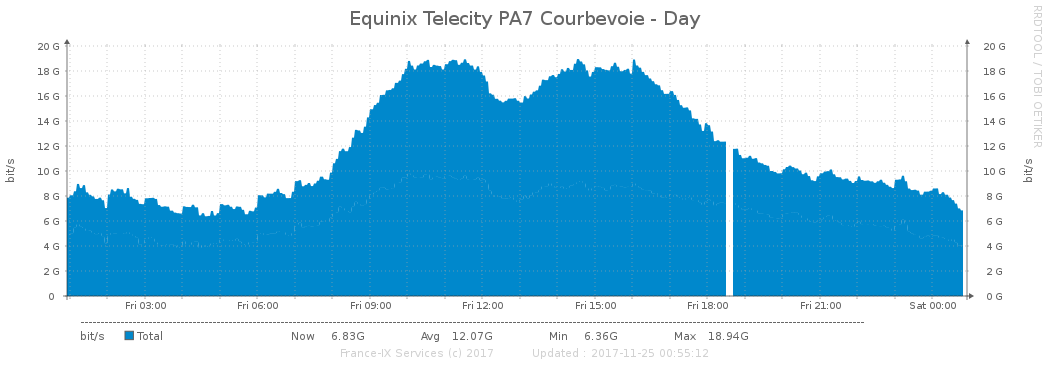 Equinix Telecity PA7 Courbevoie - Day
RRDTOOL / TOBI OETIKER
bit/s
20 G
18 G
16 G
14 G
12 G
10 G
8 G
6 G
4 G
2 G
0
20 G
18 G
16 G
14 G
12 G
10 G
8 G
6 G
4 G
2 G
0 G
bit/s
Fri 03:00 Fri 06:00 Fri 09:00 Fri 12:00 Fri 15:00 Fri 18:00 Fri 21:00 Sat 00:00
bit/s Total Now 6.83G Avg 12.07G Min 6.36G Max 18.94G
France-IX Services (c) 2017 Updated : 2017-11-25 00:55:12